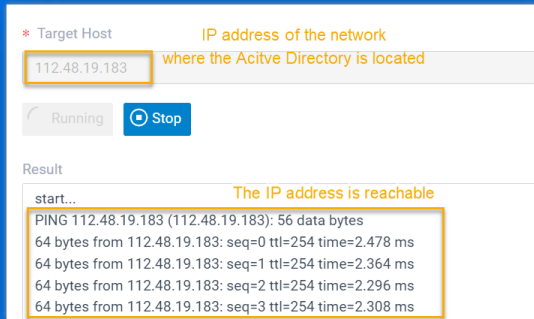 * Target Host
IP address of the network
where the Acitve Directory is located
112.48.19.183
Running
Stop
Result
The IP address is reachable
start...
PING 112.48.19.183 (112.48.19.183): 56 data bytes
64 bytes from 112.48.19.183: seq=0 ttl=254 time=2.478 ms
64 bytes from 112.48.19.183: seq=1 ttl=254 time=2.364 ms
64 bytes from 112.48.19.183: seq=2 ttl=254 time=2.296 ms
64 bytes from 112.48.19.183: seq=3 ttl=254 time=2.308 ms